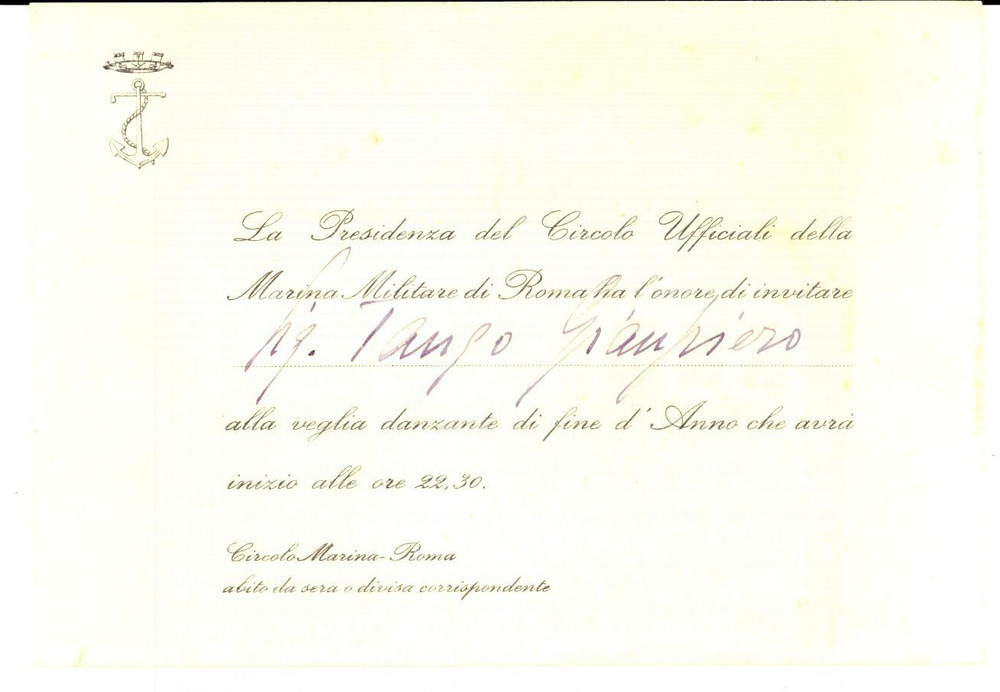 La Presidenza del Circolo Ufficiali della
Marina Militare di Roma ha l'onore di invitare
Sig. Tango Gianpiero
alla veglia danzante di fine d'Anno che avrà
inizio alle ore 22,30.
Circolo Marina-Roma
abito da sera o divisa corrispondente